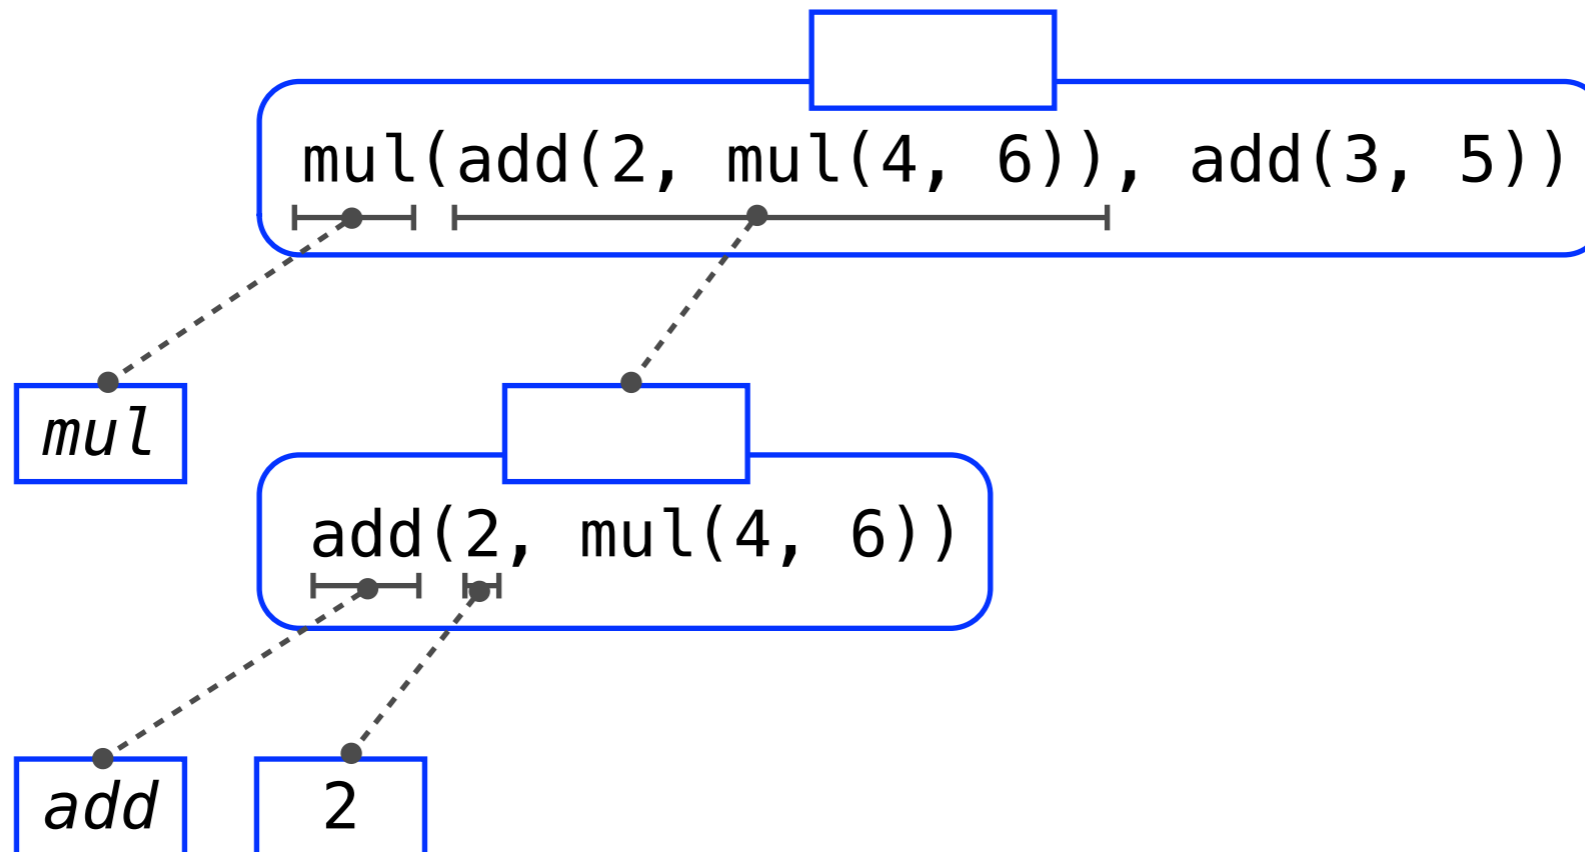 mul(add(2, mul(4, 6)), add(3, 5))
mul
add(2, mul(4, 6))
add
2